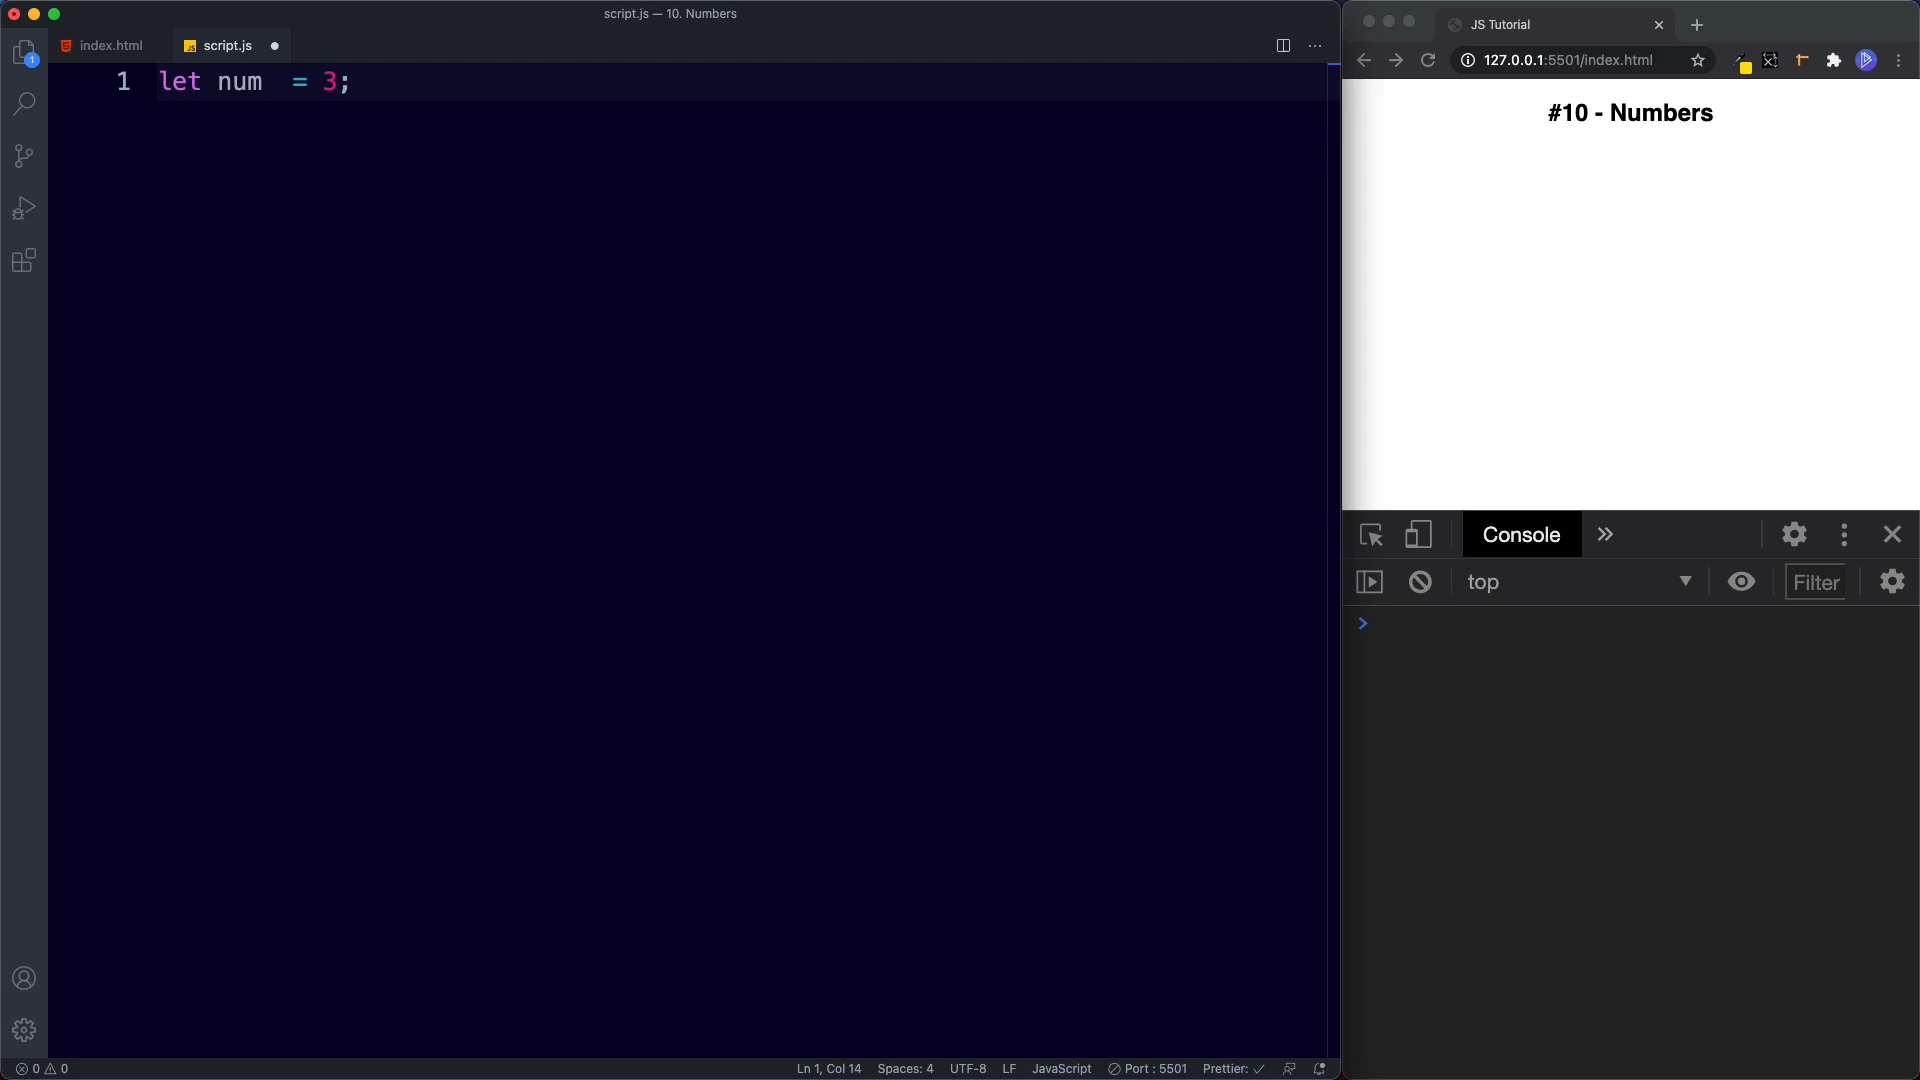 script.js — 10. Numbers
index.html
script.js
1 let num  = 3;
1
JS Tutorial
127.0.0.1:5501/index.html
#10 - Numbers
Console
top
Filter
0 0
Ln 1, Col 14
Spaces: 4
UTF-8
LF
JavaScript
Port : 5501
Prettier: ✓